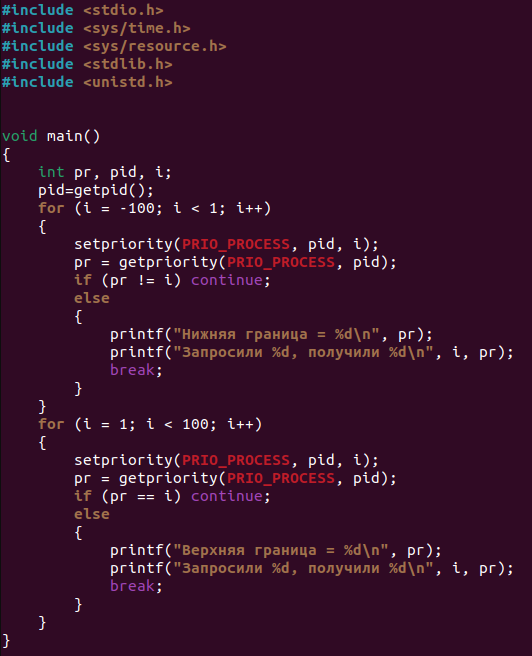 #include <stdio.h>
#include <sys/time.h>
#include <sys/resource.h>
#include <stdlib.h>
#include <unistd.h>


void main()
{
    int pr, pid, i;
    pid=getpid();
    for (i = -100; i < 1; i++)
    {
        setpriority(PRIO_PROCESS, pid, i);
        pr = getpriority(PRIO_PROCESS, pid);
        if (pr != i) continue;
        else
        {
            printf("Нижняя граница = %d\n", pr);
            printf("Запросили %d, получили %d\n", i, pr);
            break;
        }
    }
    for (i = 1; i < 100; i++)
    {
        setpriority(PRIO_PROCESS, pid, i);
        pr = getpriority(PRIO_PROCESS, pid);
        if (pr == i) continue;
        else
        {
            printf("Верхняя граница = %d\n", pr);
            printf("Запросили %d, получили %d\n", i, pr);
            break;
        }
    }
}